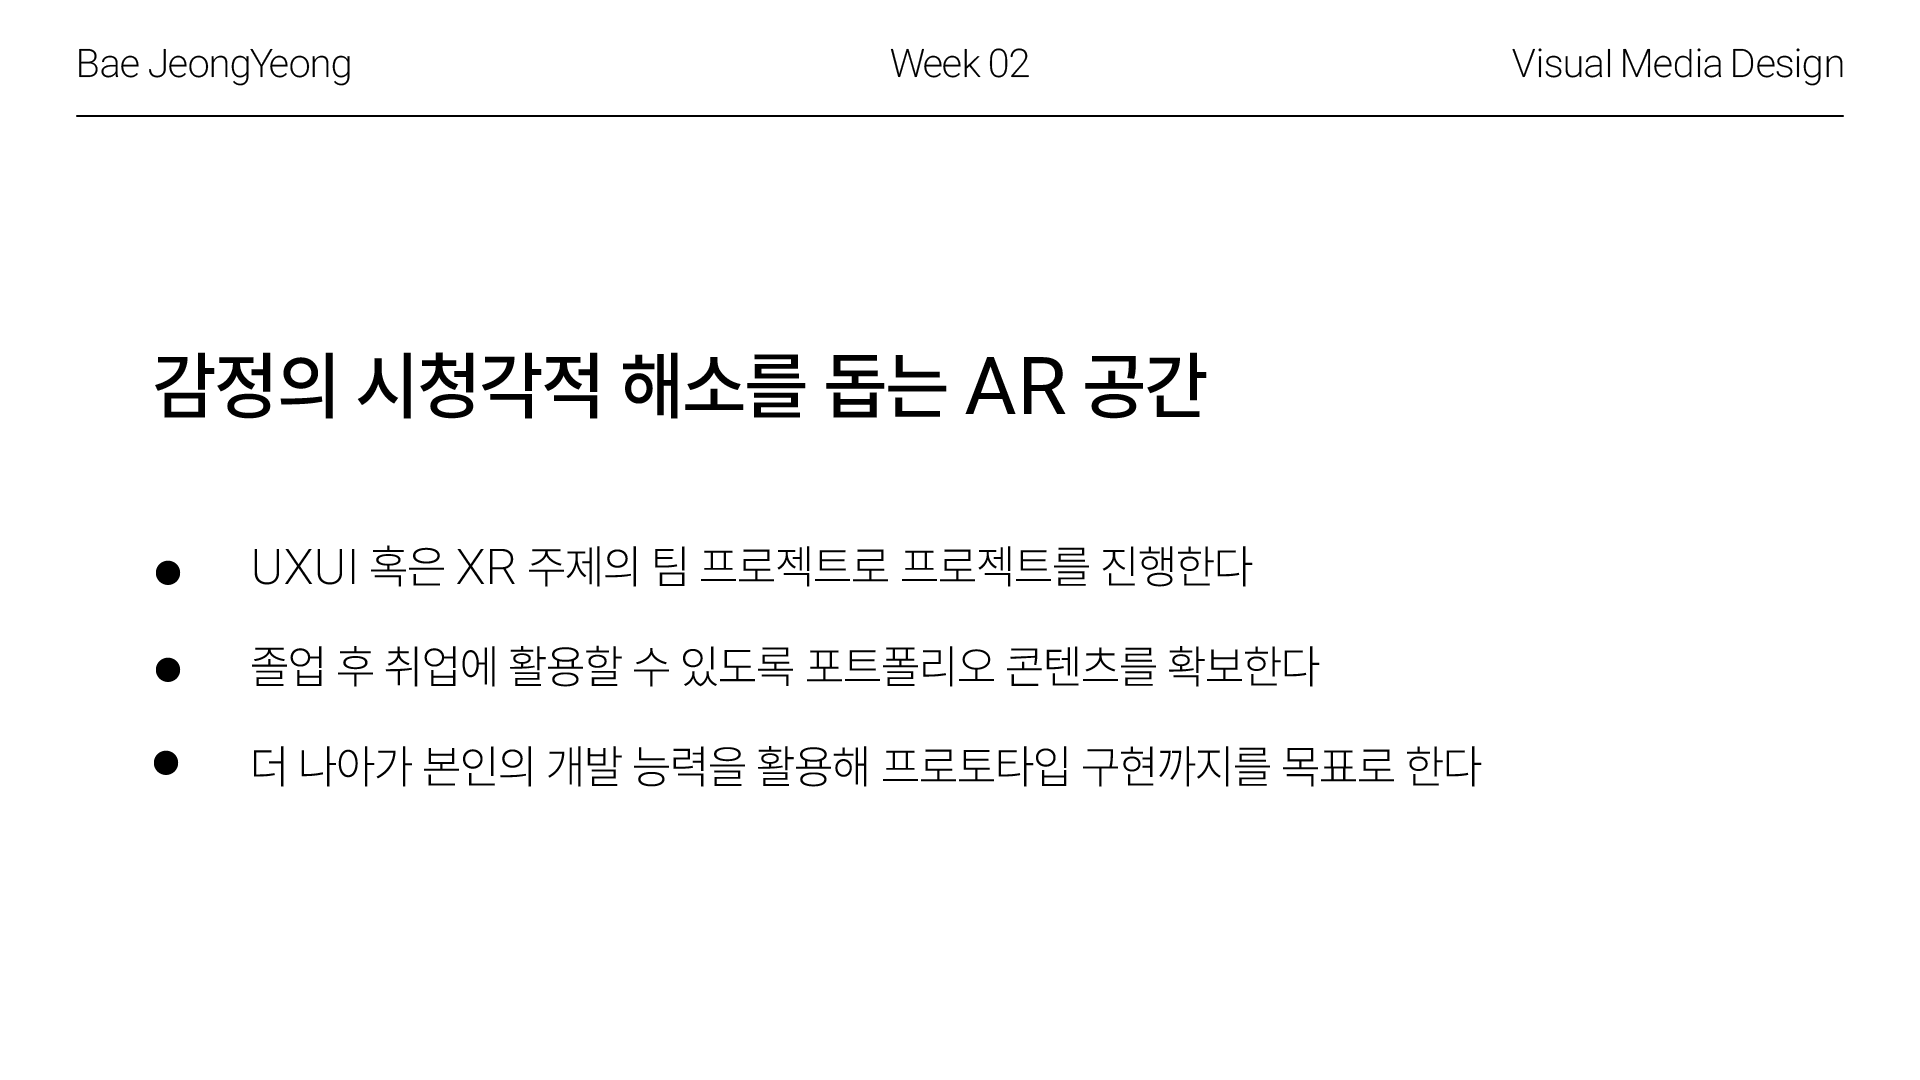 Bae JeongYeong
Week 02
Visual Media Design
감정의 시청각적 해소를 돕는 AR 공간
● UXUI 혹은 XR 주제의 팀 프로젝트로 프로젝트를 진행한다
● 졸업 후 취업에 활용할 수 있도록 포트폴리오 콘텐츠를 확보한다
● 더 나아가 본인의 개발 능력을 활용해 프로토타입 구현까지를 목표로 한다